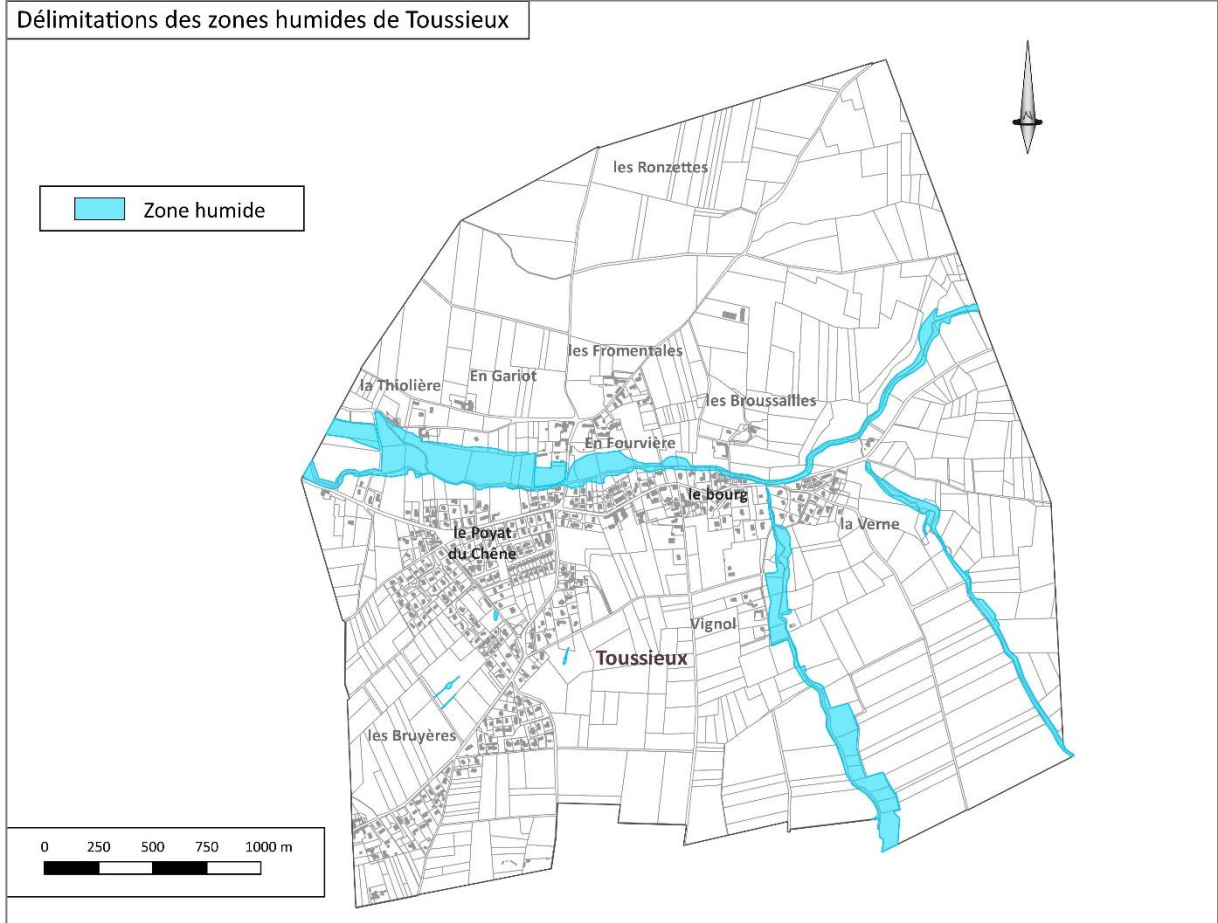 Délimitations des zones humides de Toussieux
les Ronzettes
Zone humide
les Fromentales
En Gariot
la Thiolière
les Broussailles
En Fourvière
le bourg
la Verne
le Poyat
du Chêne
Vignol
Toussieux
les Bruyères
0 250 500 750 1000 m